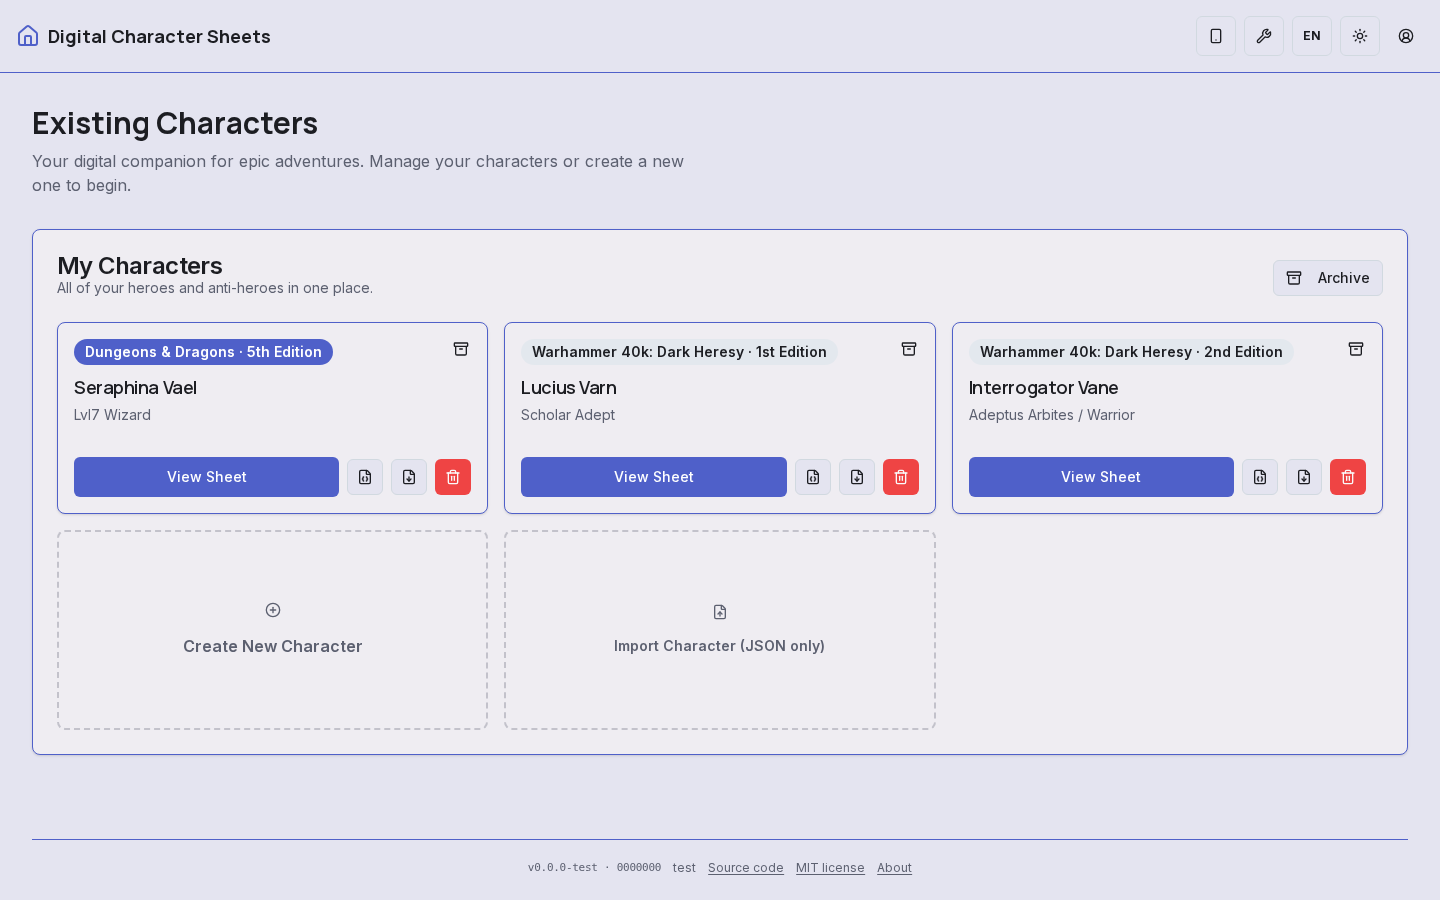 Digital Character Sheets
EN
Existing Characters
Your digital companion for epic adventures. Manage your characters or create a new
one to begin.
My Characters
All of your heroes and anti-heroes in one place.
Archive
Dungeons & Dragons · 5th Edition
Seraphina Vael
Lvl7 Wizard
View Sheet
Warhammer 40k: Dark Heresy · 1st Edition
Lucius Varn
Scholar Adept
View Sheet
Warhammer 40k: Dark Heresy · 2nd Edition
Interrogator Vane
Adeptus Arbites / Warrior
View Sheet
Create New Character
Import Character (JSON only)
v0.0.0-test · 0000000 test Source code MIT license About